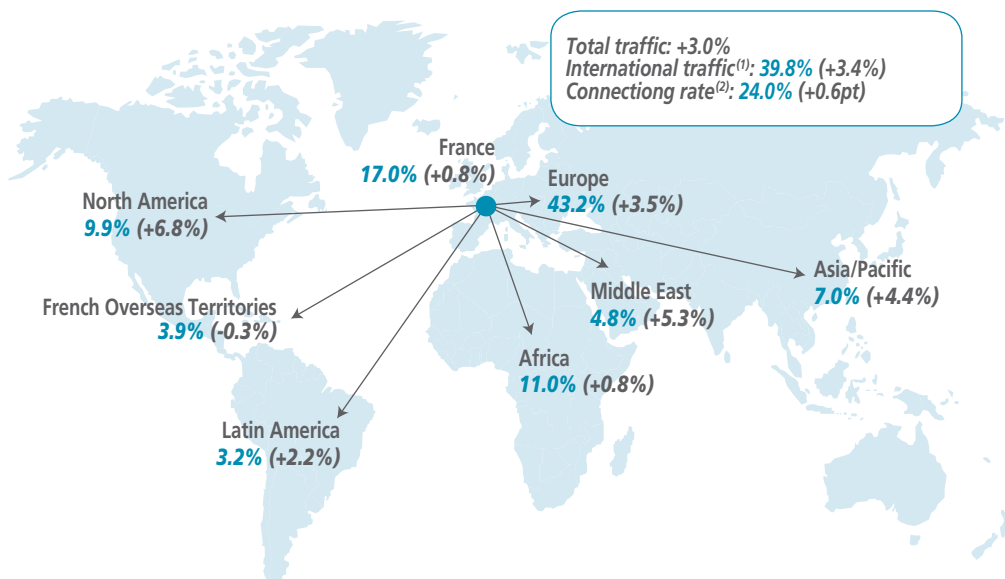 Total traffic: +3.0%
International traffic(1): 39.8% (+3.4%)
Connectiong rate(2): 24.0% (+0.6pt)
France
17.0% (+0.8%)
Europe
43.2% (+3.5%)
North America
9.9% (+6.8%)
Asia/Pacific
7.0% (+4.4%)
French Overseas Territories
3.9% (-0.3%)
Middle East
4.8% (+5.3%)
Africa
11.0% (+0.8%)
Latin America
3.2% (+2.2%)